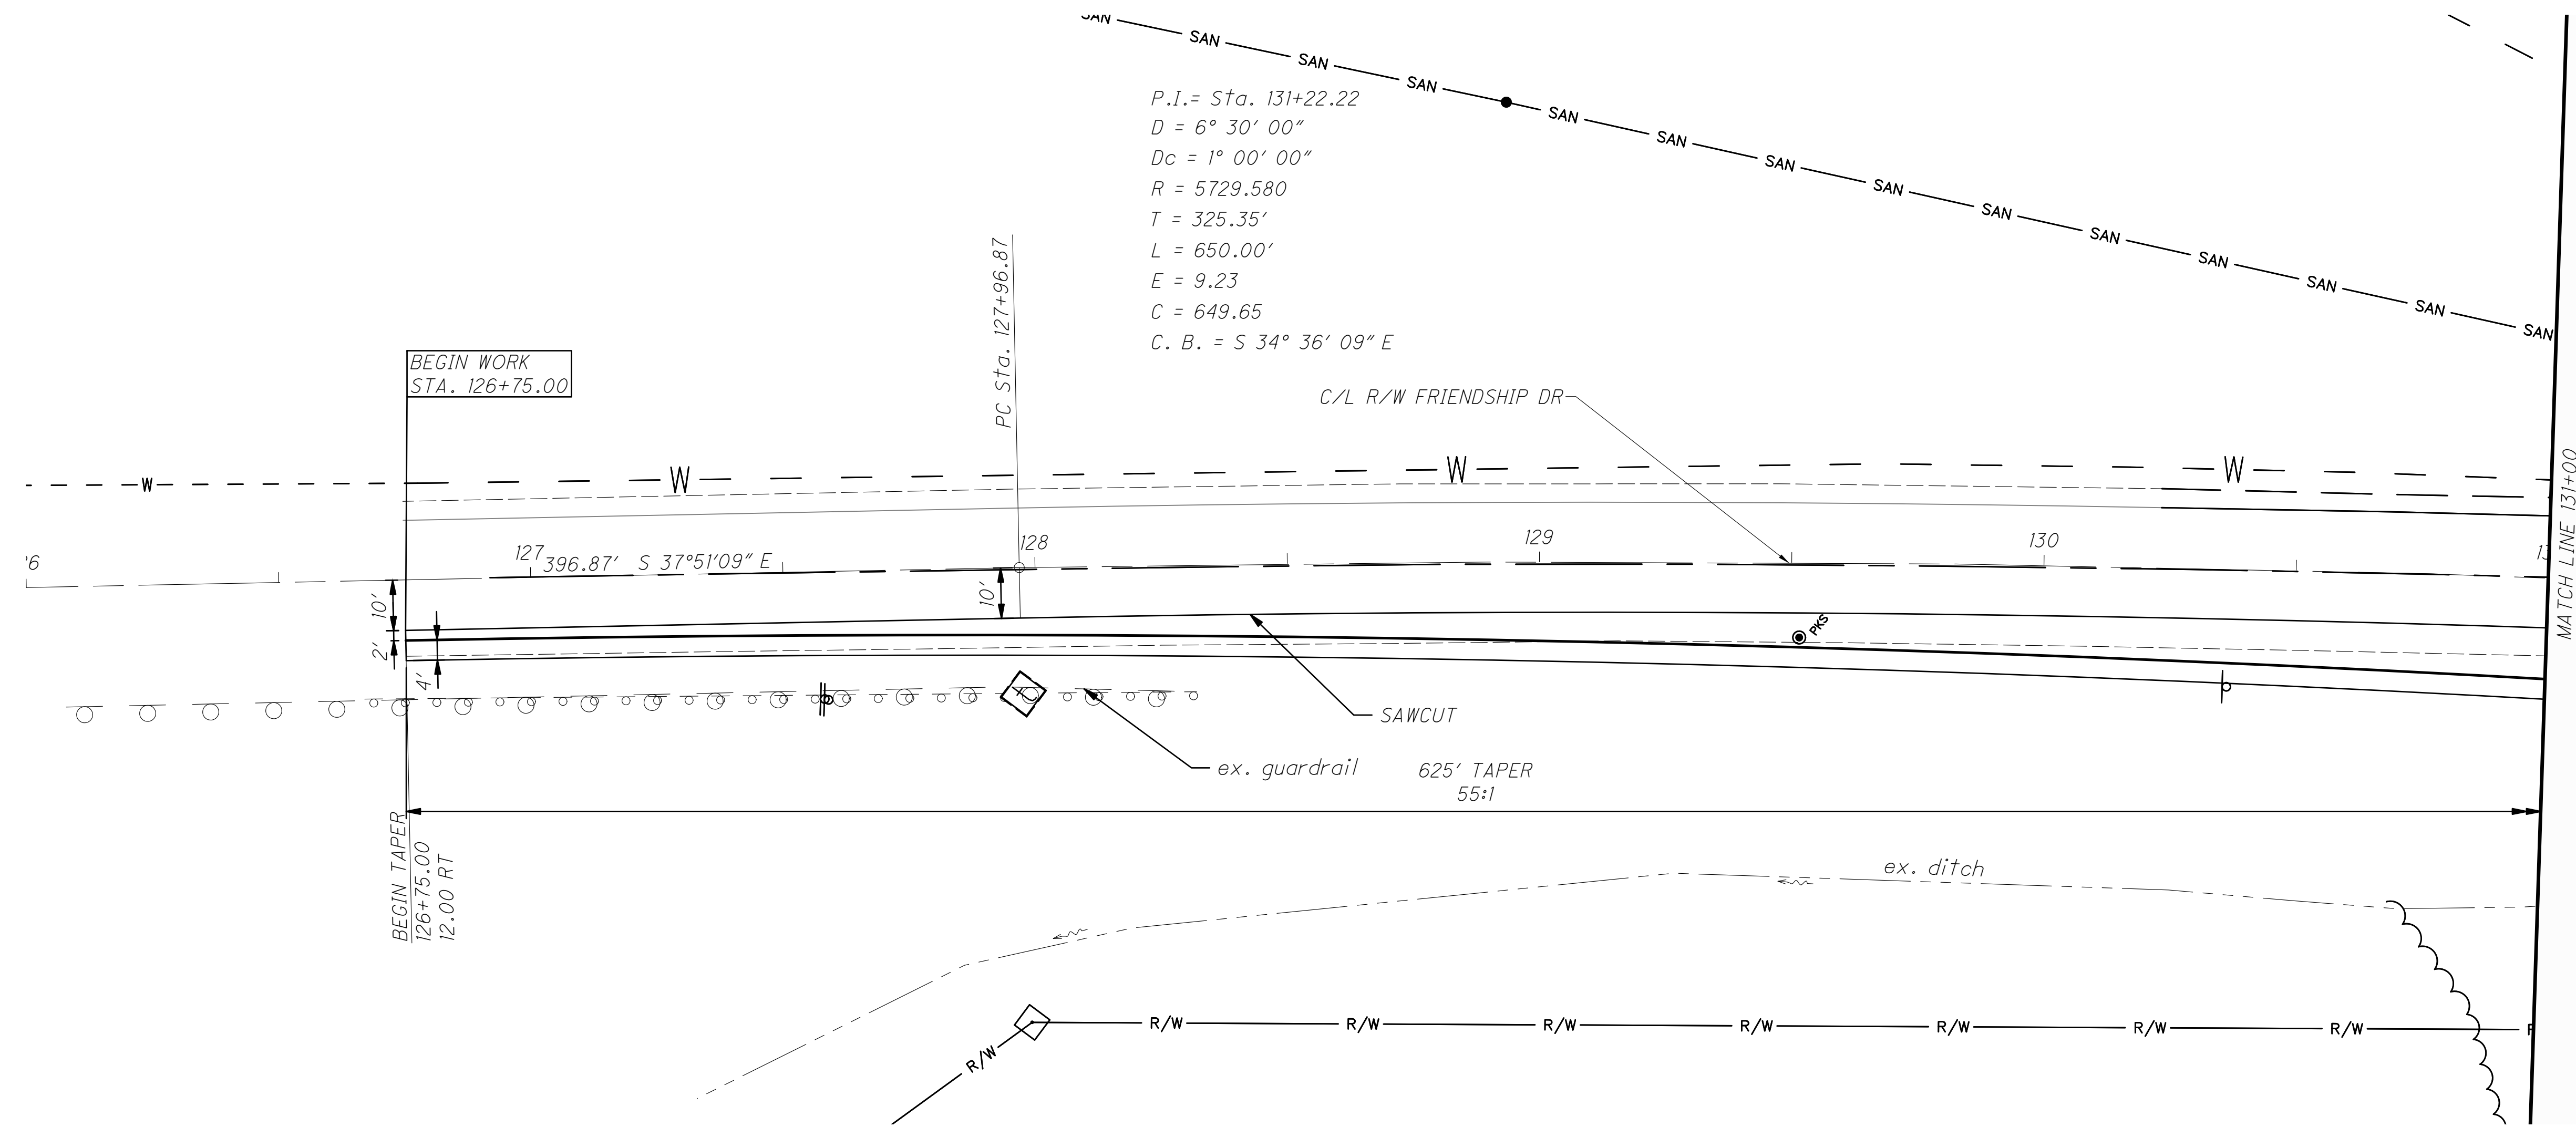 SAN SAN SAN SAN SAN SAN SAN SAN SAN SAN SAN SAN SAN SAN
P.I.= Sta. 131+22.22
D = 6° 30' 00"
Dc = 1° 00' 00"
R = 5729.580
T = 325.35'
L = 650.00'
E = 9.23
C = 649.65
C. B. = S 34° 36' 09" E
PC Sta. 127+96.87
BEGIN WORK
STA. 126+75.00
C/L R/W FRIENDSHIP DR
W W W W
'6
127
396.87' S 37°51'09" E
128
129
130
13
MATCH LINE 131+00
10'
2'
4'
10'
PKS
SAWCUT
ex. guardrail
625' TAPER
55:1
BEGIN TAPER
126+75.00
12.00 RT
ex. ditch
R/W R/W R/W R/W R/W R/W R/W
R/W